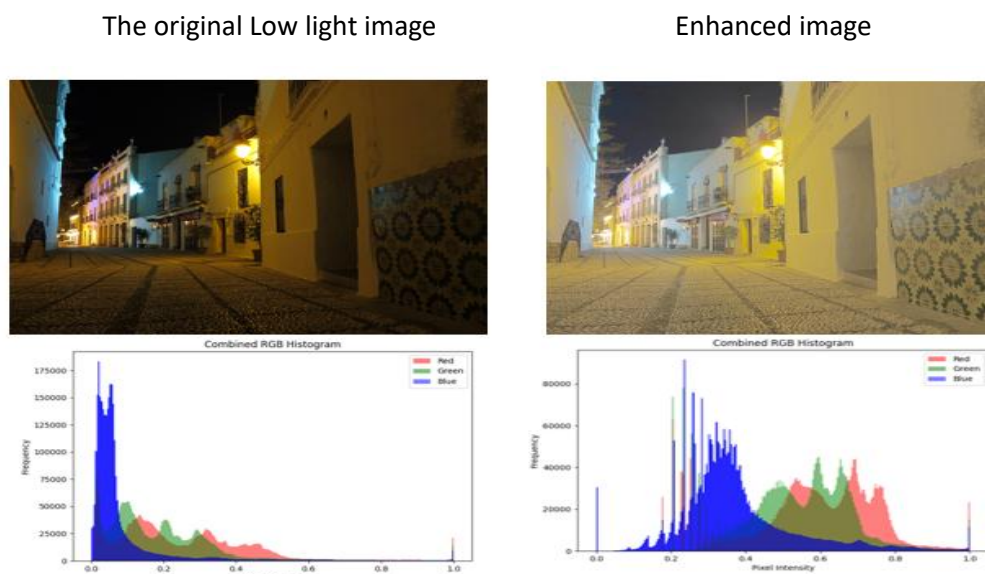 The original Low light image
Enhanced image
Combined RGB Histogram
Red
Green
Blue
Frequency
175000
150000
125000
100000
75000
50000
25000
0
0.0 0.2 0.4 0.6 0.8 1.0
Combined RGB Histogram
Red
Green
Blue
Frequency
80000
60000
40000
20000
0
0.0 0.2 0.4 0.6 0.8 1.0
Pixel Intensity